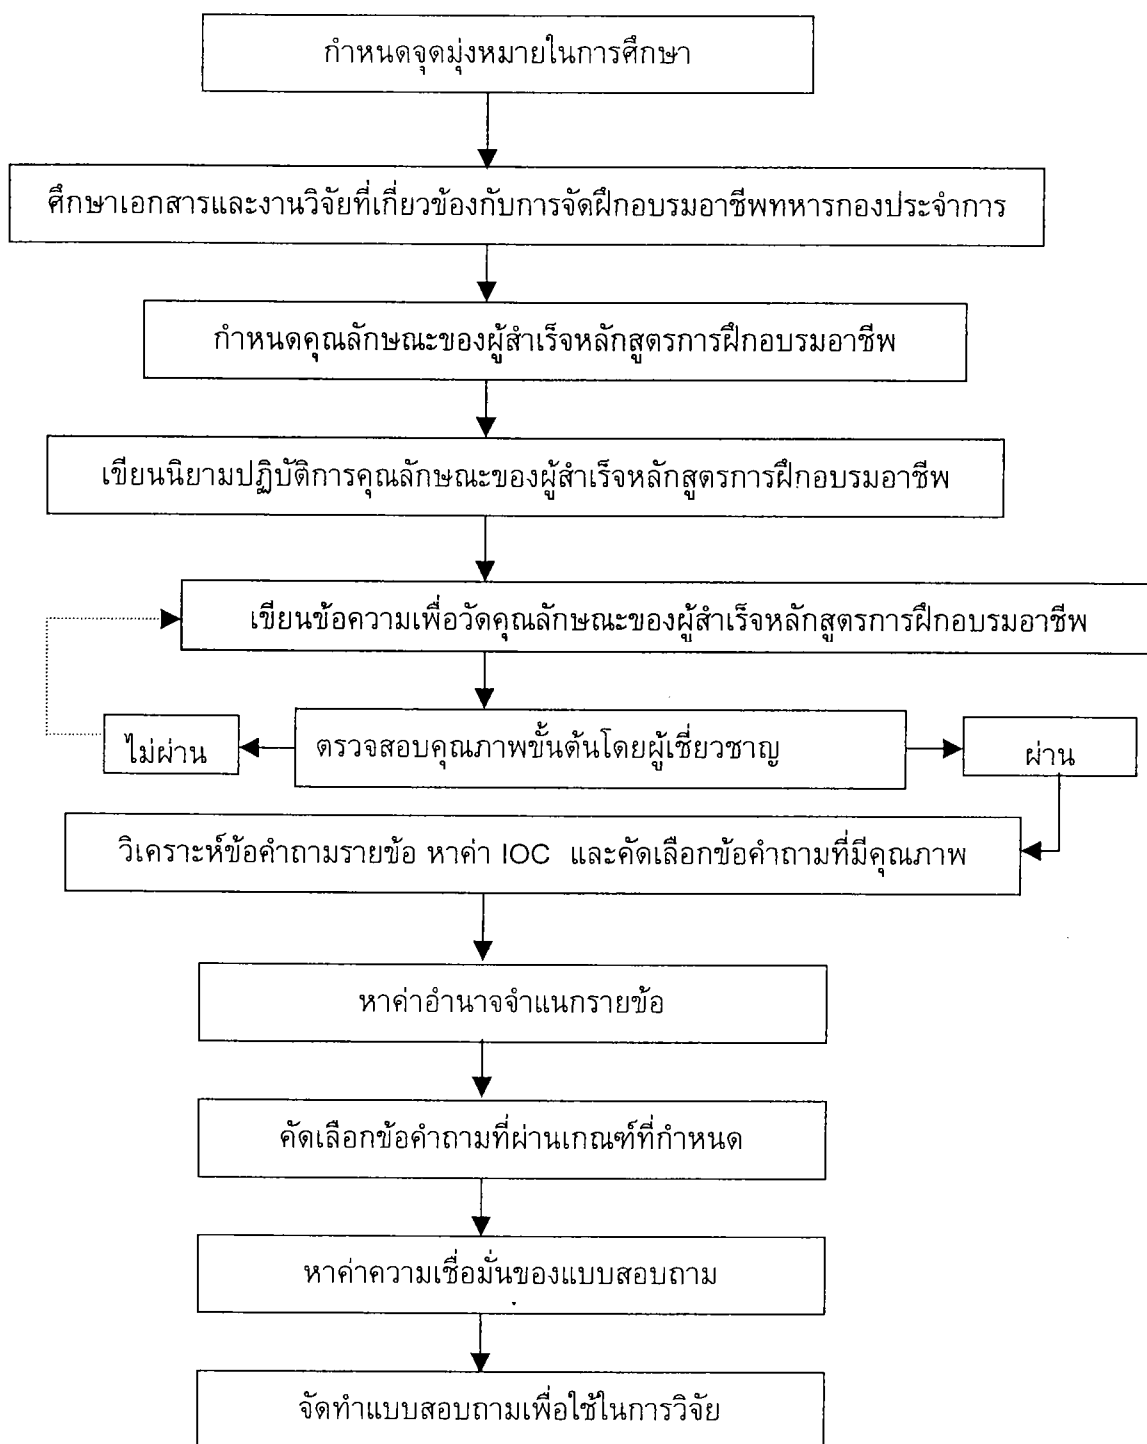 กำหนดจุดมุ่งหมายในการศึกษา
ศึกษาเอกสารและงานวิจัยที่เกี่ยวข้องกับการจัดฝึกอบรมอาชีพทหารกองประจำการ
กำหนดคุณลักษณะของผู้สำเร็จหลักสูตรการฝึกอบรมอาชีพ
เขียนนิยามปฏิบัติการคุณลักษณะของผู้สำเร็จหลักสูตรการฝึกอบรมอาชีพ
เขียนข้อความเพื่อวัดคุณลักษณะของผู้สำเร็จหลักสูตรการฝึกอบรมอาชีพ
ไม่ผ่าน
ตรวจสอบคุณภาพขั้นต้นโดยผู้เชี่ยวชาญ
ผ่าน
วิเคราะห์ข้อคำถามรายข้อ หาค่า IOC และคัดเลือกข้อคำถามที่มีคุณภาพ
หาค่าอำนาจจำแนกรายข้อ
คัดเลือกข้อคำถามที่ผ่านเกณฑ์ที่กำหนด
หาค่าความเชื่อมั่นของแบบสอบถาม
จัดทำแบบสอบถามเพื่อใช้ในการวิจัย